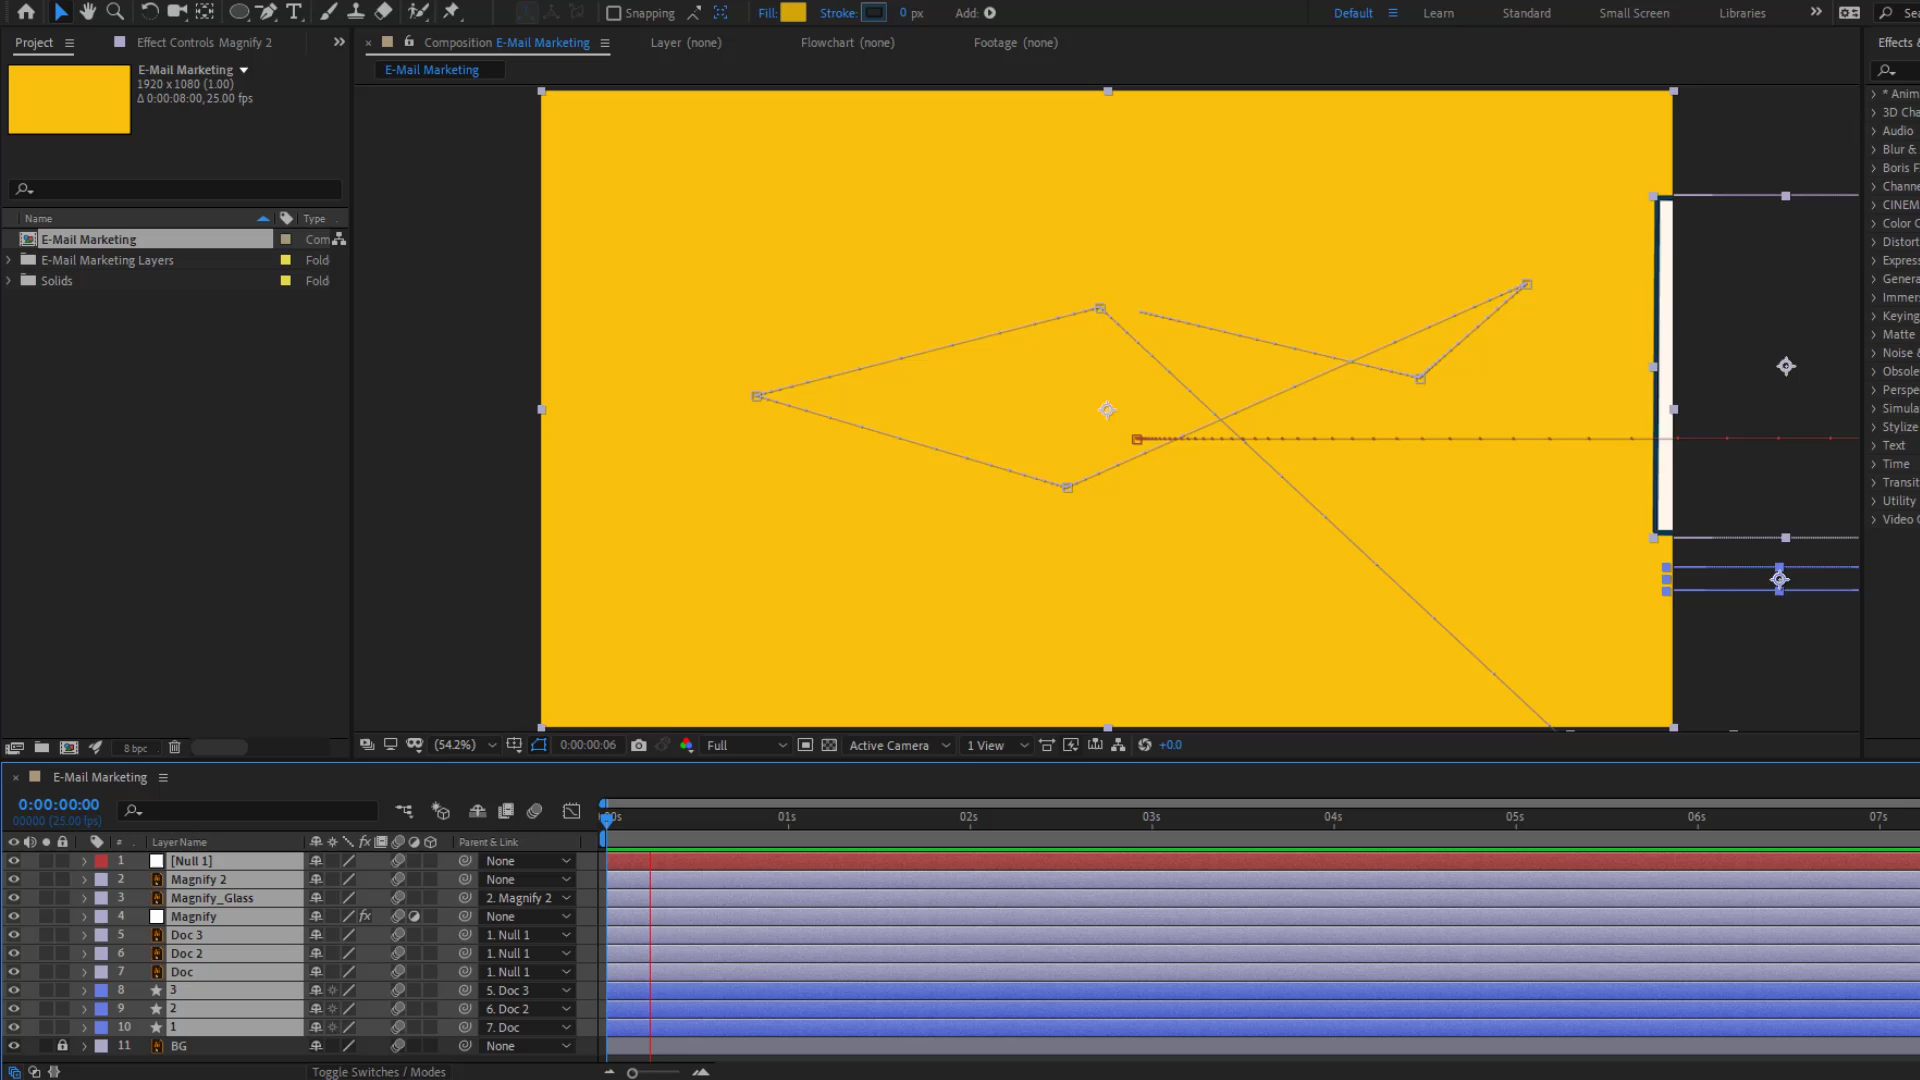 Snapping
Fill:
Stroke:
0 px
Add:
Default
Learn
Standard
Small Screen
Libraries
Sea
Project
Effect Controls Magnify 2
Composition E-Mail Marketing
Layer (none)
Flowchart (none)
Footage (none)
Effects &
E-Mail Marketing
E-Mail Marketing
1920 x 1080 (1.00)
Δ 0:00:08:00, 25.00 fps
Name
Type
E-Mail Marketing
Com
E-Mail Marketing Layers
Fold
Solids
Fold
* Anim
3D Cha
Audio
Blur &
Boris F
Channe
CINEM
Color C
Distort
Express
Genera
Immers
Keying
Matte
Noise &
Obsole
Perspe
Simula
Stylize
Text
Time
Transit
Utility
Video C
8 bpc
(54.2%)
0:00:00:06
Full
Active Camera
1 View
+0.0
E-Mail Marketing
0:00:00:00
00000 (25.00 fps)
01s
02s
03s
04s
05s
06s
07s
#
Layer Name
fx
Parent & Link
1 [Null 1] None
2 Magnify 2 None
3 Magnify_Glass 2. Magnify 2
4 Magnify fx None
5 Doc 3 1. Null 1
6 Doc 2 1. Null 1
7 Doc 1. Null 1
8 3 5. Doc 3
9 2 6. Doc 2
10 1 7. Doc
11 BG None
Toggle Switches / Modes